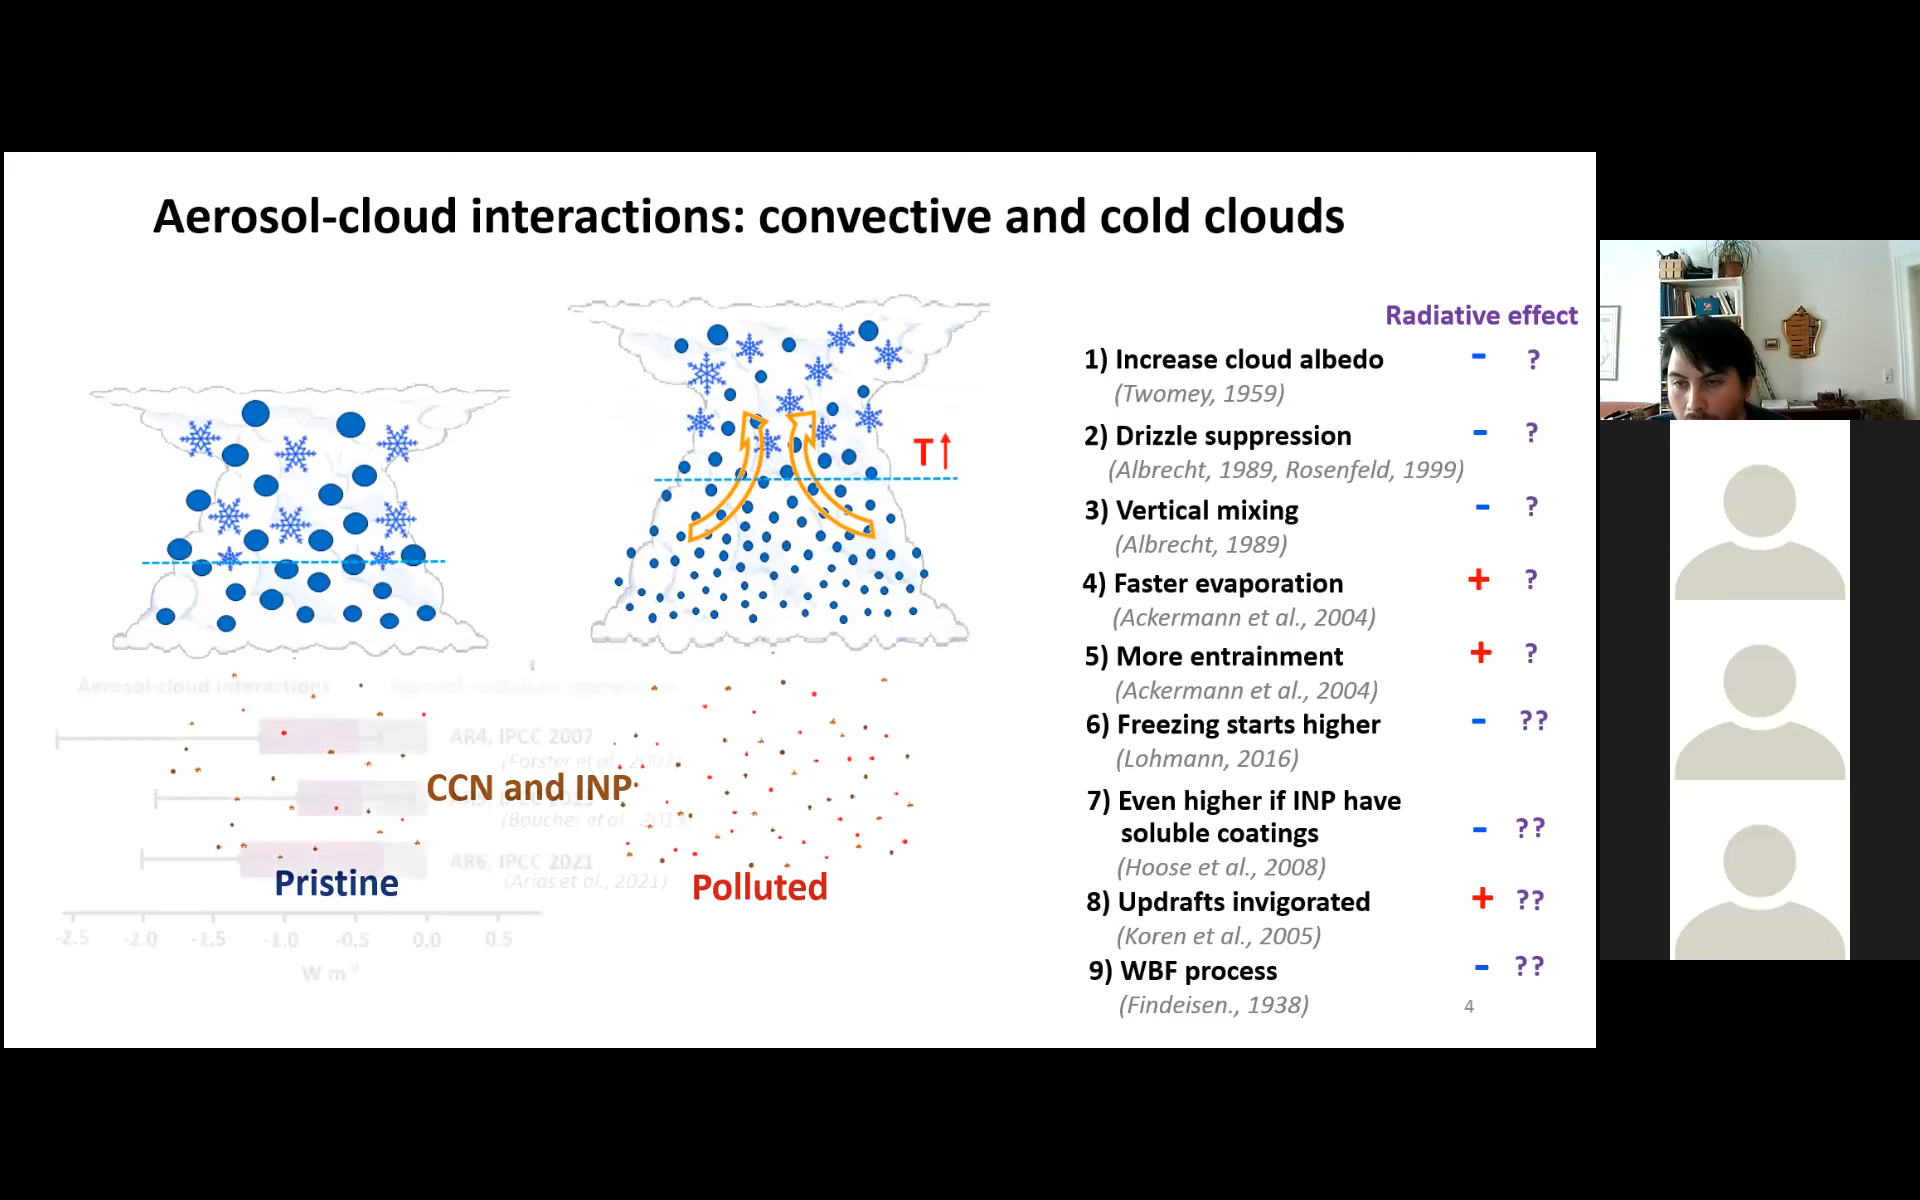 Aerosol-cloud interactions: convective and cold clouds
Radiative effect
1) Increase cloud albedo - ?
(Twomey, 1959)
2) Drizzle suppression - ?
(Albrecht, 1989, Rosenfeld, 1999)
3) Vertical mixing - ?
(Albrecht, 1989)
4) Faster evaporation + ?
(Ackermann et al., 2004)
5) More entrainment + ?
(Ackermann et al., 2004)
6) Freezing starts higher - ??
(Lohmann, 2016)
7) Even higher if INP have
soluble coatings - ??
(Hoose et al., 2008)
8) Updrafts invigorated + ??
(Koren et al., 2005)
9) WBF process - ??
(Findeisen., 1938)
4
T↑
Aerosol-cloud interactions
AR4, IPCC 2007
(Forster et al., 2007)
CCN and INP
(Boucher et al., 2013)
AR6, IPCC 2021
(Arias et al., 2021)
Pristine
Polluted
-2.5 -2.0 -1.5 -1.0 -0.5 0.0 0.5
W m⁻²